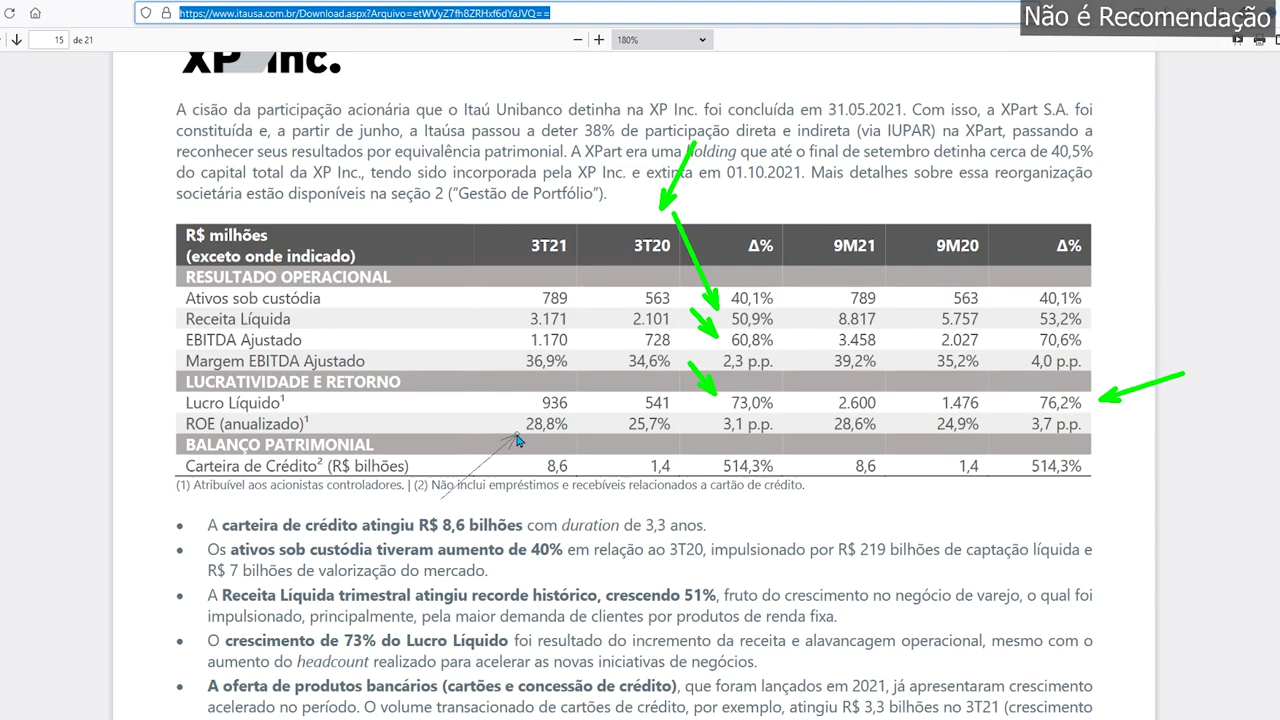 https://www.itausa.com.br/Download.aspx?Arquivo=etWVyZ7fh8ZRHxf6dYaJVQ==
Não é Recomendação
15 de 21
180%
XP Inc.
A cisão da participação acionária que o Itaú Unibanco detinha na XP Inc. foi concluída em 31.05.2021. Com isso, a XPart S.A. foi
constituída e, a partir de junho, a Itaúsa passou a deter 38% de participação direta e indireta (via IUPAR) na XPart, passando a
reconhecer seus resultados por equivalência patrimonial. A XPart era uma holding que até o final de setembro detinha cerca de 40,5%
do capital total da XP Inc., tendo sido incorporada pela XP Inc. e extinta em 01.10.2021. Mais detalhes sobre essa reorganização
societária estão disponíveis na seção 2 (“Gestão de Portfólio”).
R$ milhões
(exceto onde indicado) 3T21 3T20 Δ% 9M21 9M20 Δ%
RESULTADO OPERACIONAL
Ativos sob custódia 789 563 40,1% 789 563 40,1%
Receita Líquida 3.171 2.101 50,9% 8.817 5.757 53,2%
EBITDA Ajustado 1.170 728 60,8% 3.458 2.027 70,6%
Margem EBITDA Ajustado 36,9% 34,6% 2,3 p.p. 39,2% 35,2% 4,0 p.p.
LUCRATIVIDADE E RETORNO
Lucro Líquido¹ 936 541 73,0% 2.600 1.476 76,2%
ROE (anualizado)¹ 28,8% 25,7% 3,1 p.p. 28,6% 24,9% 3,7 p.p.
BALANÇO PATRIMONIAL
Carteira de Crédito² (R$ bilhões) 8,6 1,4 514,3% 8,6 1,4 514,3%
(1) Atribuível aos acionistas controladores. | (2) Não inclui empréstimos e recebíveis relacionados a cartão de crédito.
• A carteira de crédito atingiu R$ 8,6 bilhões com duration de 3,3 anos.
• Os ativos sob custódia tiveram aumento de 40% em relação ao 3T20, impulsionado por R$ 219 bilhões de captação líquida e
R$ 7 bilhões de valorização do mercado.
• A Receita Líquida trimestral atingiu recorde histórico, crescendo 51%, fruto do crescimento no negócio de varejo, o qual foi
impulsionado, principalmente, pela maior demanda de clientes por produtos de renda fixa.
• O crescimento de 73% do Lucro Líquido foi resultado do incremento da receita e alavancagem operacional, mesmo com o
aumento do headcount realizado para acelerar as novas iniciativas de negócios.
• A oferta de produtos bancários (cartões e concessão de crédito), que foram lançados em 2021, já apresentaram crescimento
acelerado no período. O volume transacionado de cartões de crédito, por exemplo, atingiu R$ 3,3 bilhões no 3T21 (crescimento